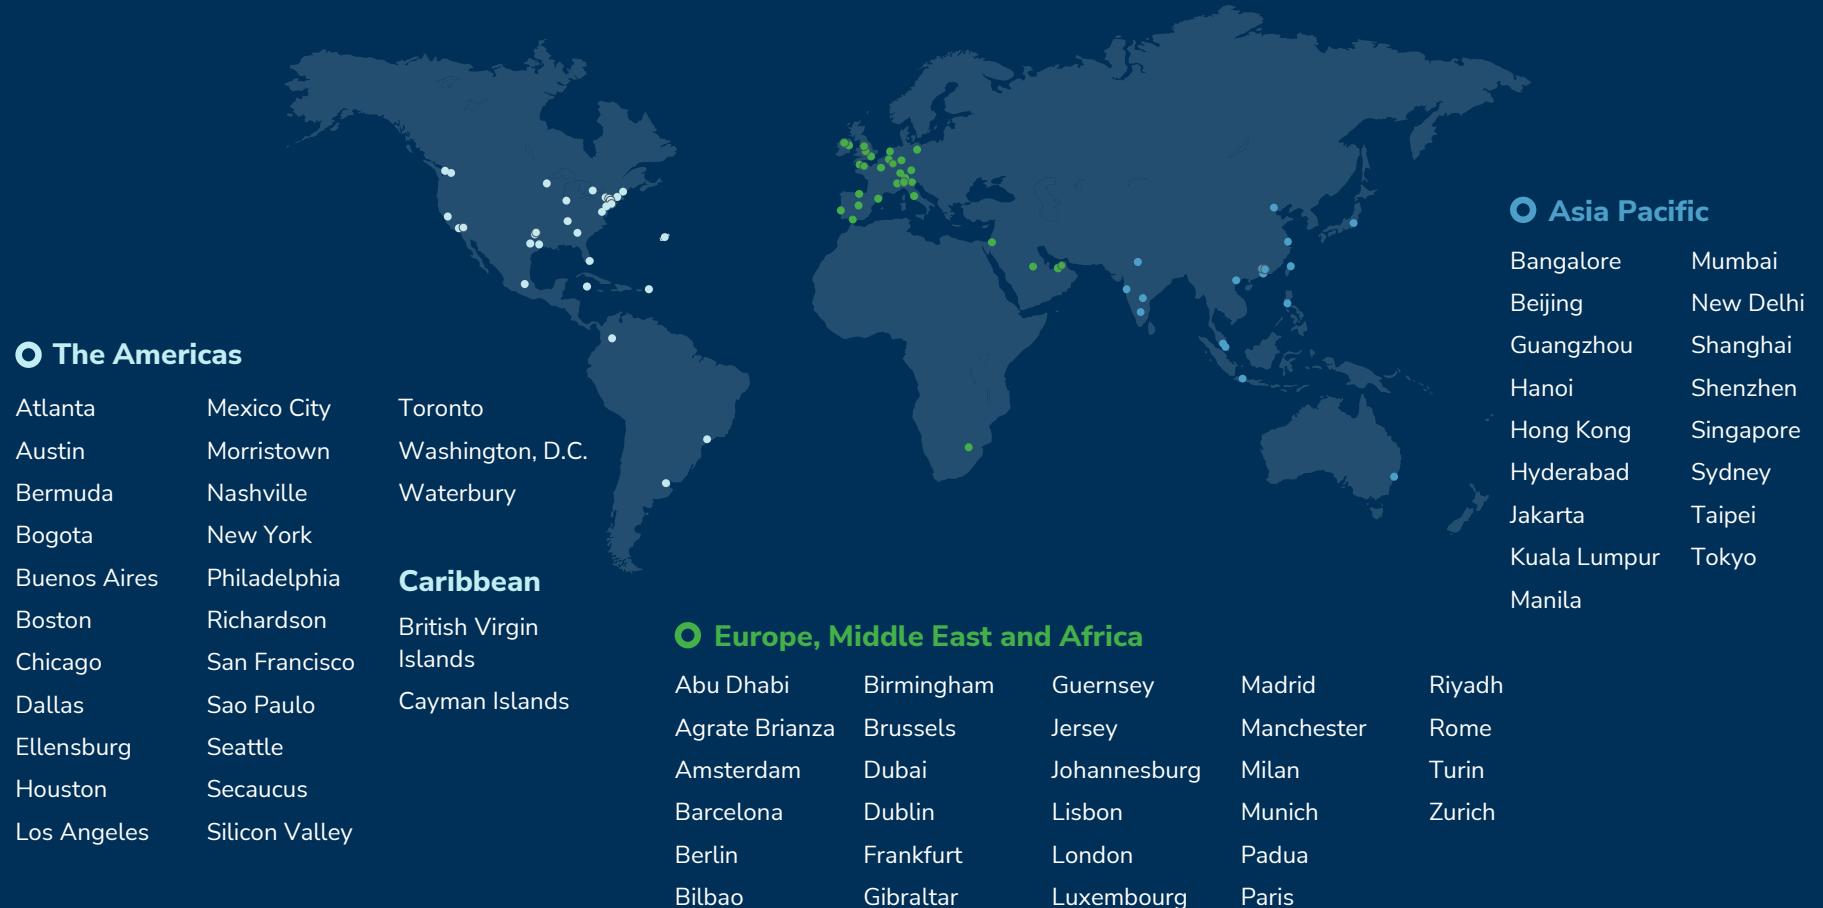 The Americas
Atlanta
Austin
Bermuda
Bogota
Buenos Aires
Boston
Chicago
Dallas
Ellensburg
Houston
Los Angeles
Mexico City
Morristown
Nashville
New York
Philadelphia
Richardson
San Francisco
Sao Paulo
Seattle
Secaucus
Silicon Valley
Toronto
Washington, D.C.
Waterbury
Caribbean
British Virgin
Islands
Cayman Islands
Europe, Middle East and Africa
Abu Dhabi
Agrate Brianza
Amsterdam
Barcelona
Berlin
Bilbao
Birmingham
Brussels
Dubai
Dublin
Frankfurt
Gibraltar
Guernsey
Jersey
Johannesburg
Lisbon
London
Luxembourg
Madrid
Manchester
Milan
Munich
Padua
Paris
Riyadh
Rome
Turin
Zurich
Asia Pacific
Bangalore
Beijing
Guangzhou
Hanoi
Hong Kong
Hyderabad
Jakarta
Kuala Lumpur
Manila
Mumbai
New Delhi
Shanghai
Shenzhen
Singapore
Sydney
Taipei
Tokyo